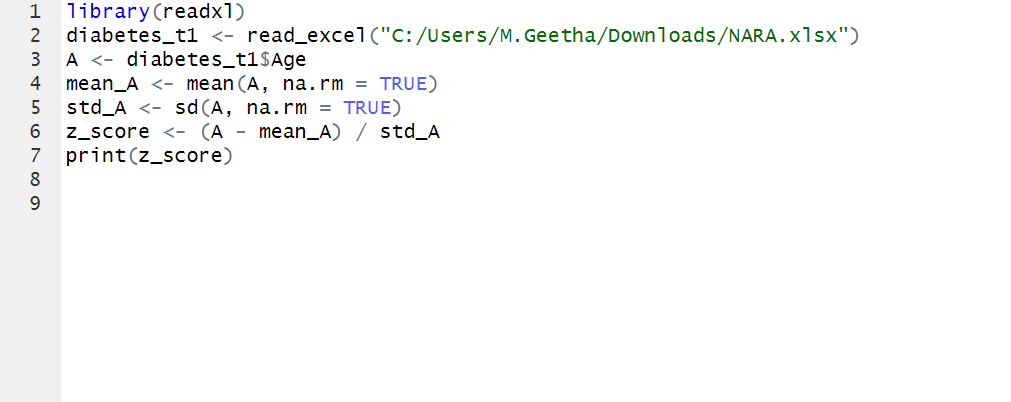 1 library(readxl)
2 diabetes_t1 <- read_excel("C:/Users/M.Geetha/Downloads/NARA.xlsx")
3 A <- diabetes_t1$Age
4 mean_A <- mean(A, na.rm = TRUE)
5 std_A <- sd(A, na.rm = TRUE)
6 z_score <- (A - mean_A) / std_A
7 print(z_score)
8
9